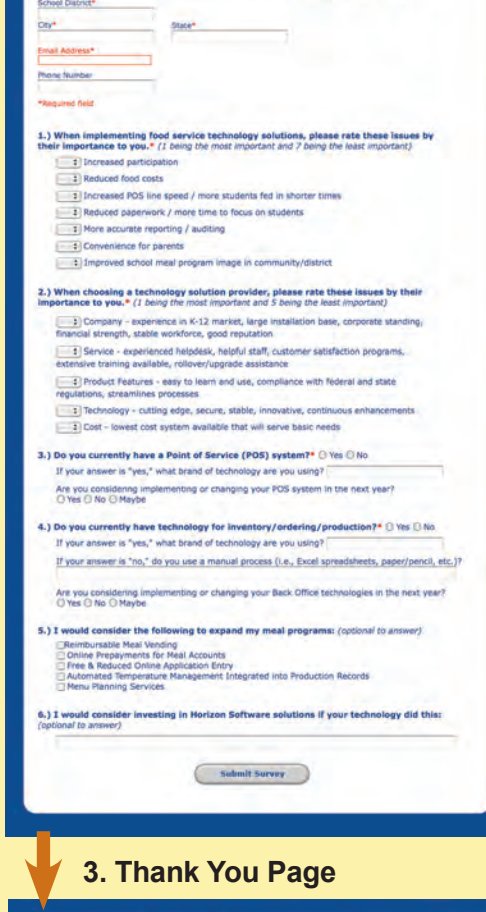 School District*
City* State*
Email Address*
Phone Number
*Required field
1.) When implementing food service technology solutions, please rate these issues by
their importance to you.* (1 being the most important and 7 being the least important)
Increased participation
Reduced food costs
Increased POS line speed / more students fed in shorter times
Reduced paperwork / more time to focus on students
More accurate reporting / auditing
Convenience for parents
Improved school meal program image in community/district
2.) When choosing a technology solution provider, please rate these issues by their
importance to you.* (1 being the most important and 5 being the least important)
Company - experience in K-12 market, large installation base, corporate standing,
financial strength, stable workforce, good reputation
Service - experienced helpdesk, helpful staff, customer satisfaction programs,
extensive training available, rollover/upgrade assistance
Product Features - easy to learn and use, compliance with federal and state
regulations, streamlines processes
Technology - cutting edge, secure, stable, innovative, continuous enhancements
Cost - lowest cost system available that will serve basic needs
3.) Do you currently have a Point of Service (POS) system?* Yes No
If your answer is "yes," what brand of technology are you using?
Are you considering implementing or changing your POS system in the next year?
Yes No Maybe
4.) Do you currently have technology for inventory/ordering/production?* Yes No
If your answer is "yes," what brand of technology are you using?
If your answer is "no," do you use a manual process (i.e., Excel spreadsheets, paper/pencil, etc.)?
Are you considering implementing or changing your Back Office technologies in the next year?
Yes No Maybe
5.) I would consider the following to expand my meal programs: (optional to answer)
Reimbursable Meal Vending
Online Prepayments for Meal Accounts
Free & Reduced Online Application Entry
Automated Temperature Management Integrated into Production Records
Menu Planning Services
6.) I would consider investing in Horizon Software solutions if your technology did this:
(optional to answer)
Submit Survey
3. Thank You Page